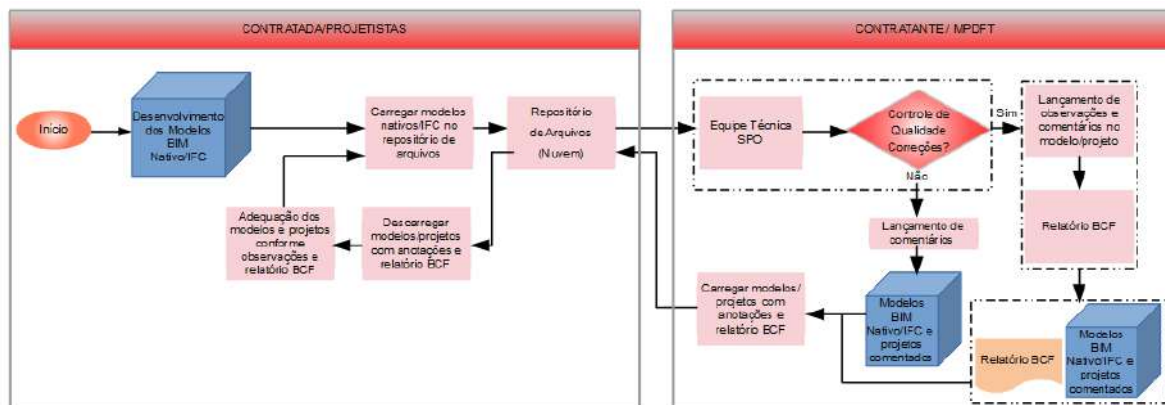 CONTRATADA/PROJETISTAS
Início
Desenvolvimento
dos Modelos
BIM
Nativo/IFC
Carregar modelos
nativos/IFC no
repositório de
arquivos
Repositório
de Arquivos
(Nuvem)
Adequação dos
modelos e projetos
conforme
observações e
relatório BCF
Descarregar
modelos/projetos
com anotações e
relatório BCF
CONTRATANTE / MPDFT
Equipe Técnica
SPO
Controle de
Qualidade
Correções?
Sim
Não
Lançamento de
observações e
comentários no
modelo/projeto
Relatório BCF
Lançamento de
comentários
Carregar modelos/
projetos com
anotações e
relatório BCF
Modelos
BIM
Nativo/IFC e
projetos
comentados
Relatório BCF
Modelos
BIM
Nativo/IFC e
projetos
comentados